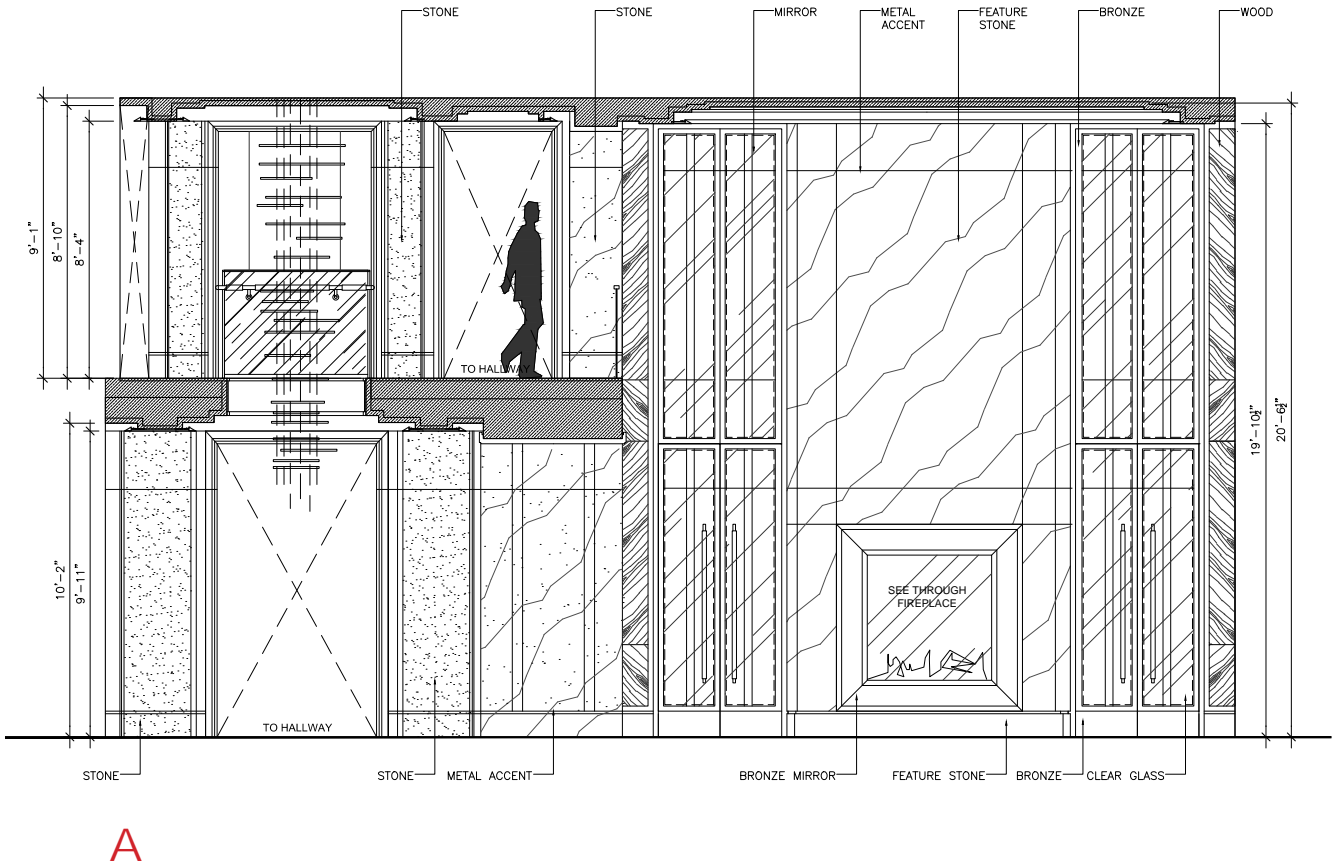 STONE
STONE
MIRROR
METAL
ACCENT
FEATURE
STONE
BRONZE
WOOD
9'-1"
8'-10"
8'-4"
TO HALLWAY
10'-2"
9'-11"
19'-10½"
20'-6½"
SEE THROUGH
FIREPLACE
TO HALLWAY
STONE
STONE
METAL ACCENT
BRONZE MIRROR
FEATURE STONE
BRONZE
CLEAR GLASS
A